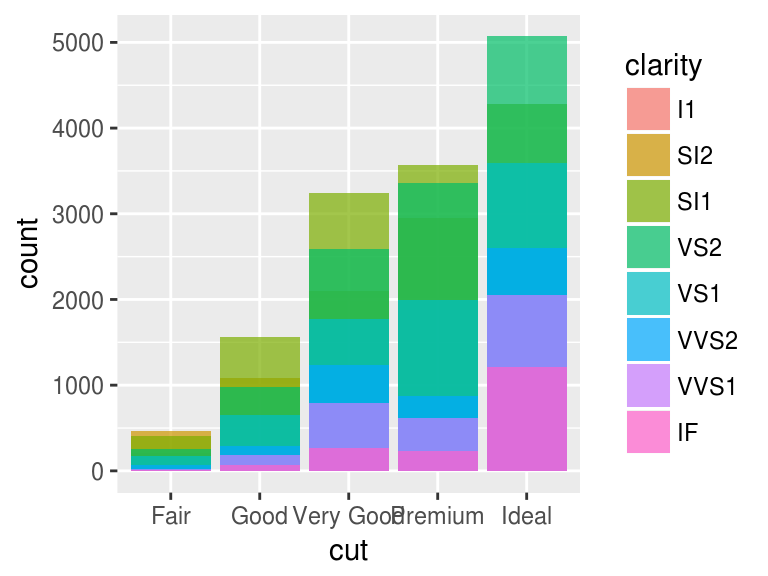 5000
4000
3000
2000
1000
0
count
Fair
Good
Very Good
Premium
Ideal
cut
clarity
I1
SI2
SI1
VS2
VS1
VVS2
VVS1
IF